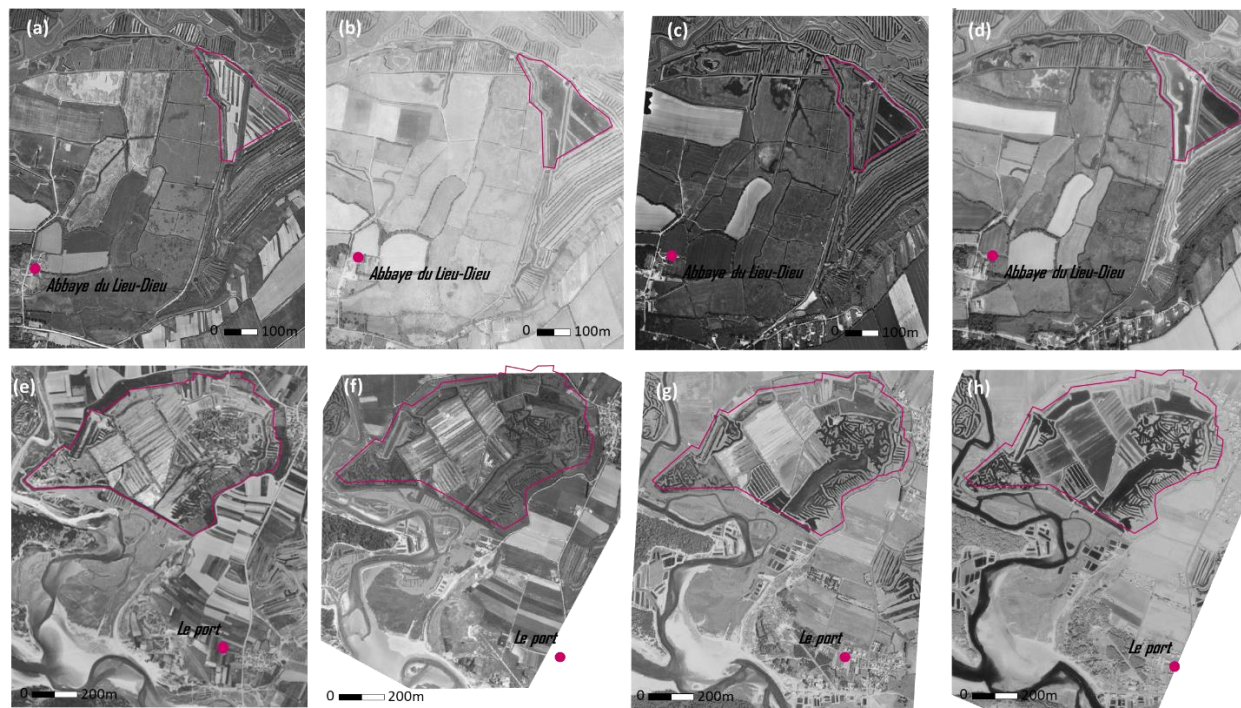 (a)
(b)
(c)
(d)
Abbaye du Lieu-Dieu
Abbaye du Lieu-Dieu
Abbaye du Lieu-Dieu
Abbaye du Lieu-Dieu
0 100m
0 100m
0 100m
0 100m
(e)
(f)
(g)
(h)
Le port
Le port
Le port
Le port
0 200m
0 200m
0 200m
0 200m